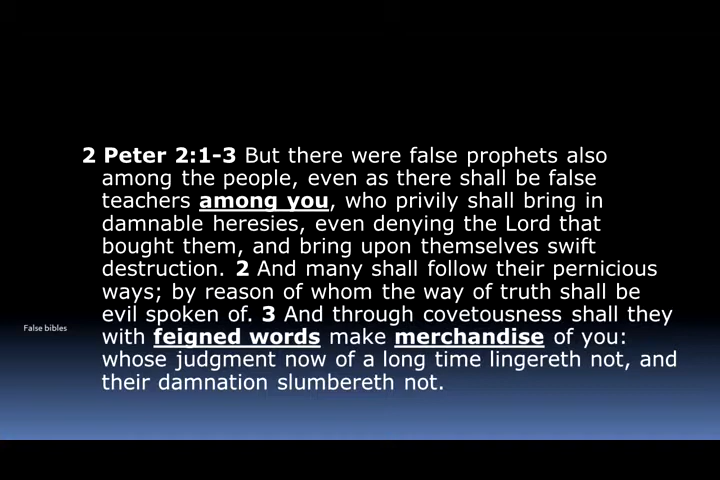 2 Peter 2:1-3 But there were false prophets also
among the people, even as there shall be false
teachers among you, who privily shall bring in
damnable heresies, even denying the Lord that
bought them, and bring upon themselves swift
destruction. 2 And many shall follow their pernicious
ways; by reason of whom the way of truth shall be
evil spoken of. 3 And through covetousness shall they
False bibles
with feigned words make merchandise of you:
whose judgment now of a long time lingereth not, and
their damnation slumbereth not.